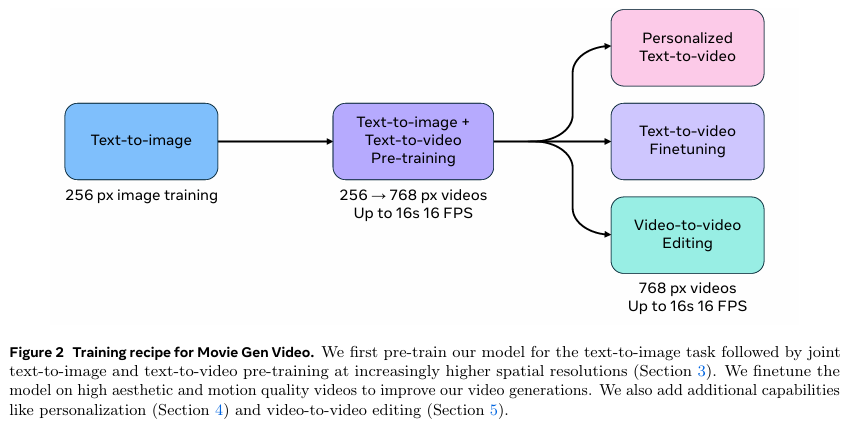 Text-to-image
256 px image training
Text-to-image +
Text-to-video
Pre-training
256 → 768 px videos
Up to 16s 16 FPS
Personalized
Text-to-video
Text-to-video
Finetuning
Video-to-video
Editing
768 px videos
Up to 16s 16 FPS
Figure 2 Training recipe for Movie Gen Video. We first pre-train our model for the text-to-image task followed by joint
text-to-image and text-to-video pre-training at increasingly higher spatial resolutions (Section 3). We finetune the
model on high aesthetic and motion quality videos to improve our video generations. We also add additional capabilities
like personalization (Section 4) and video-to-video editing (Section 5).